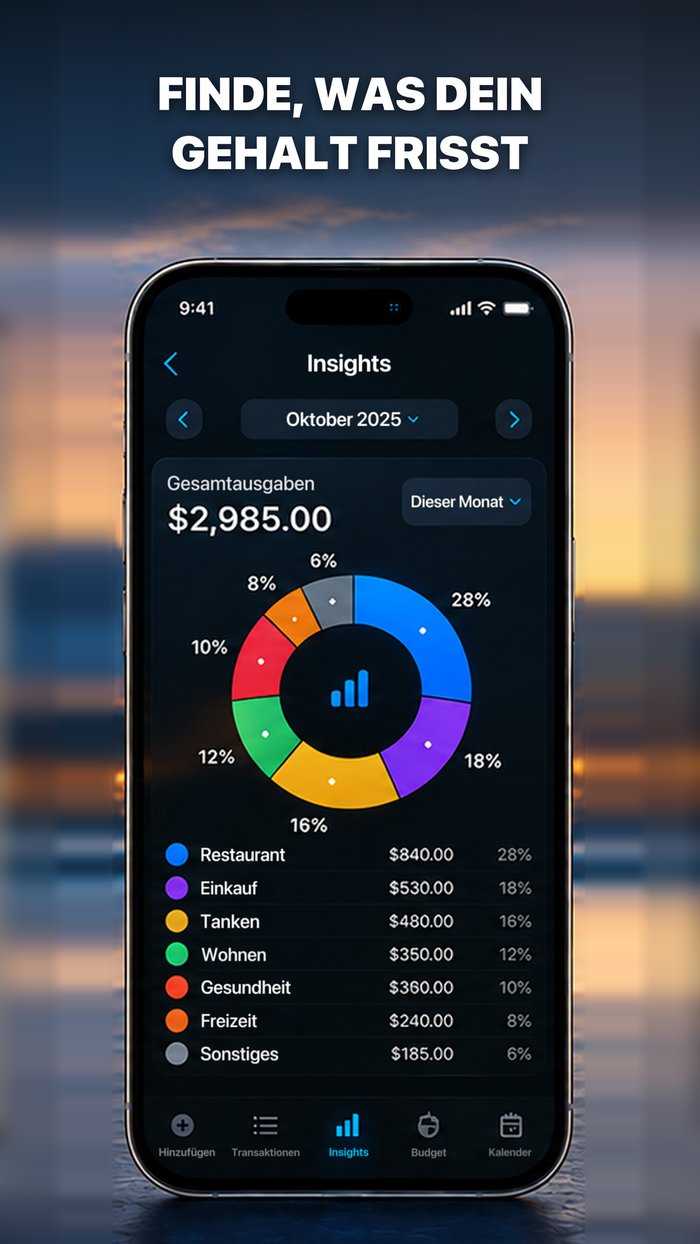 FINDE, WAS DEIN
GEHALT FRISST
9:41
Insights
Oktober 2025
Gesamtausgaben
$2,985.00
Dieser Monat
6%
8%
28%
10%
12%
18%
16%
Restaurant $840.00 28%
Einkauf $530.00 18%
Tanken $480.00 16%
Wohnen $350.00 12%
Gesundheit $360.00 10%
Freizeit $240.00 8%
Sonstiges $185.00 6%
Hinzufügen Transaktionen Insights Budget Kalender